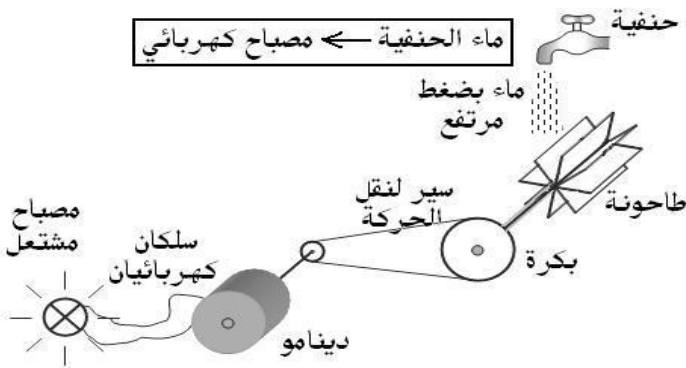 حنفية
ماء الحنفية ← مصباح كهربائي
ماء بضغط
مرتفع
طاحونة
سير لنقل
الحركة
بكرة
مصباح
مشتعل
سلكان
كهربائيان
دينامو